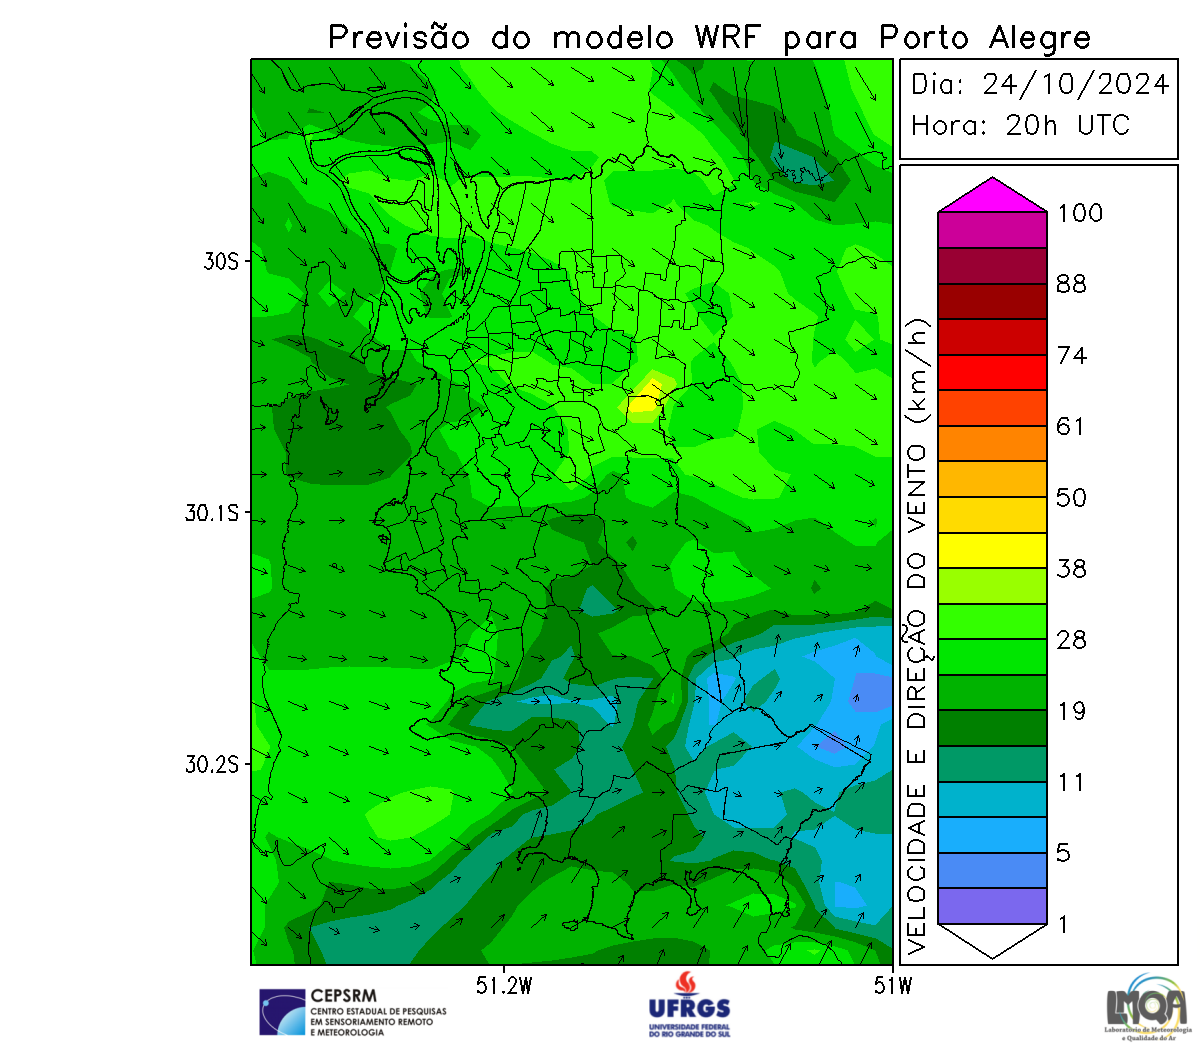 Previsão do modelo WRF para Porto Alegre
Dia: 24/10/2024
Hora: 20h UTC
30S
30.1S
30.2S
51.2W
51W
VELOCIDADE E DIREÇÃO DO VENTO (km/h)
100
88
74
61
50
38
28
19
11
5
1
CEPSRM
CENTRO ESTADUAL DE PESQUISAS
EM SENSORIAMENTO REMOTO
E METEOROLOGIA
UFRGS
UNIVERSIDADE FEDERAL
DO RIO GRANDE DO SUL
LMQA
Laboratório de Meteorologia
e Qualidade do Ar